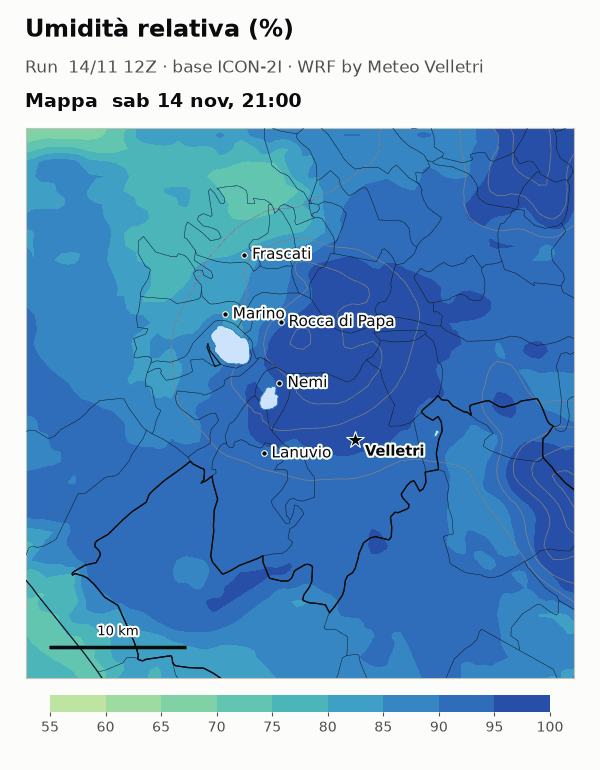 Umidità relativa (%)
Run  14/11 12Z · base ICON-2I · WRF by Meteo Velletri
Mappa  sab 14 nov, 21:00
Frascati
Marino
Rocca di Papa
Nemi
Velletri
Lanuvio
10 km
55 60 65 70 75 80 85 90 95 100